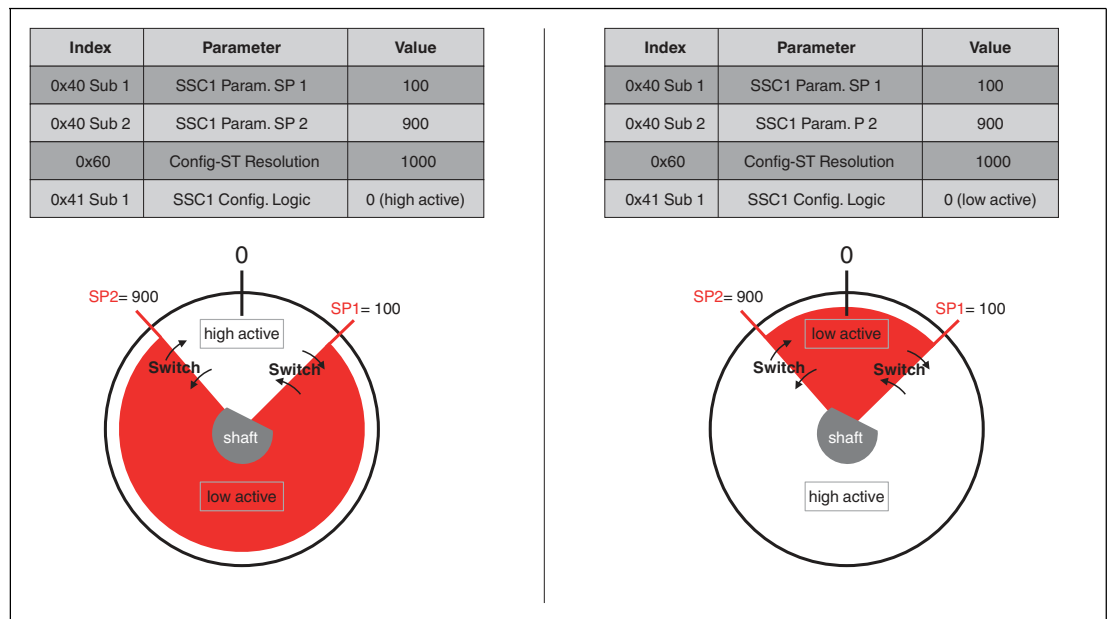 Index Parameter Value
0x40 Sub 1 SSC1 Param. SP 1 100
0x40 Sub 2 SSC1 Param. SP 2 900
0x60 Config-ST Resolution 1000
0x41 Sub 1 SSC1 Config. Logic 0 (high active)
0
SP2= 900
SP1= 100
high active
Switch
Switch
shaft
low active
Index Parameter Value
0x40 Sub 1 SSC1 Param. SP 1 100
0x40 Sub 2 SSC1 Param. P 2 900
0x60 Config-ST Resolution 1000
0x41 Sub 1 SSC1 Config. Logic 0 (low active)
0
SP2= 900
SP1= 100
low active
Switch
Switch
shaft
high active